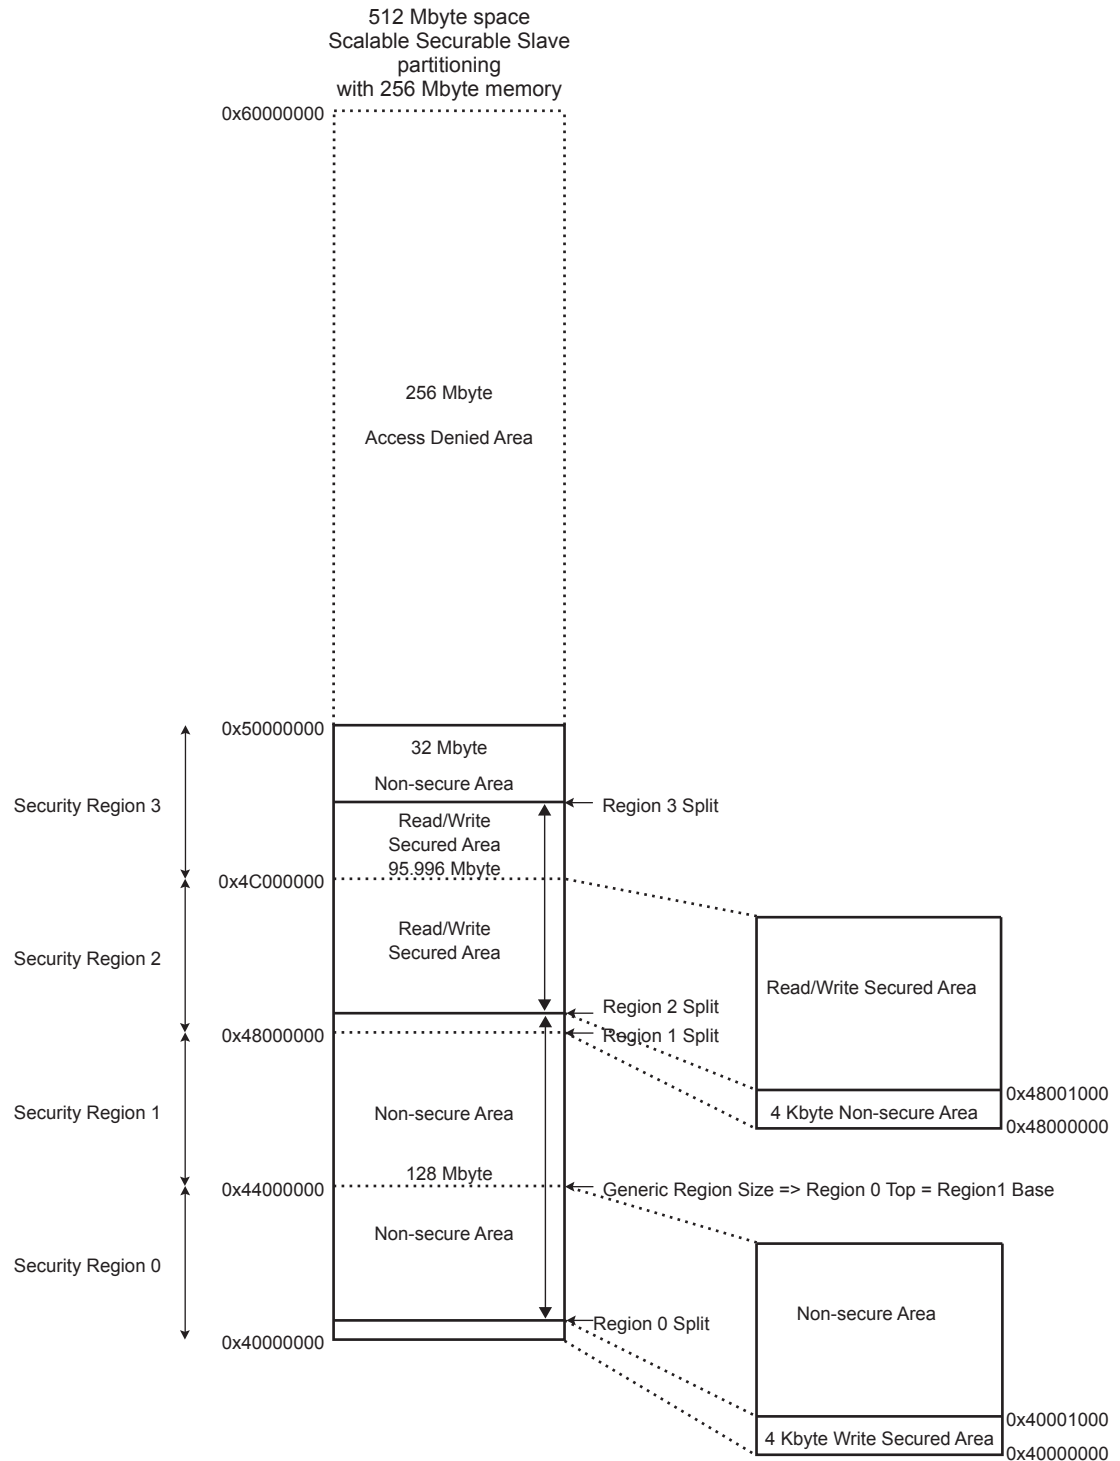 512 Mbyte space
Scalable Securable Slave
partitioning
with 256 Mbyte memory
0x60000000
256 Mbyte
Access Denied Area
0x50000000
32 Mbyte
Non-secure Area
Security Region 3
Region 3 Split
Read/Write
Secured Area
95.996 Mbyte
0x4C000000
Read/Write
Secured Area
Security Region 2
Read/Write Secured Area
Region 2 Split
0x48000000
Region 1 Split
0x48001000
4 Kbyte Non-secure Area
0x48000000
Security Region 1
Non-secure Area
128 Mbyte
0x44000000
Generic Region Size => Region 0 Top = Region1 Base
Non-secure Area
Security Region 0
Non-secure Area
Region 0 Split
0x40000000
0x40001000
4 Kbyte Write Secured Area
0x40000000